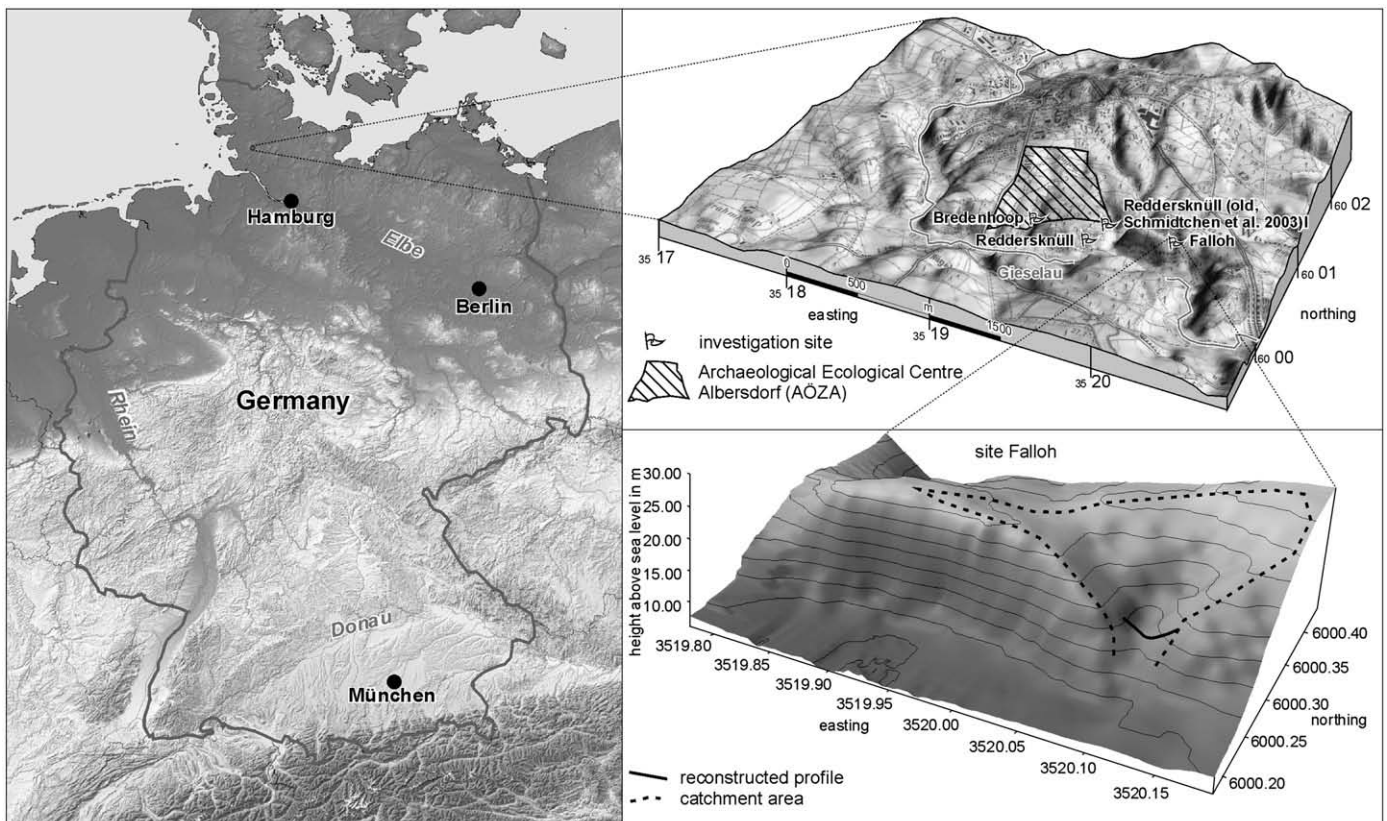 Hamburg
Elbe
Berlin
Rhein
Germany
Donau
München
Bredenhoop
Reddersknüll (old,
Schmidtchen et al. 2003)I
Reddersknüll
Falloh
Gieselau
35 17
0
500
35 18
m
easting
35 19
1500
35 20
160 02
160 01
northing
160 00
investigation site
Archaeological Ecological Centre
Albersdorf (AÖZA)
site Falloh
height above sea level in m
30.00
25.00
20.00
15.00
10.00
3519.80
3519.85
3519.90
3519.95
easting
3520.00
3520.05
3520.10
3520.15
6000.40
6000.35
6000.30
northing
6000.25
6000.20
reconstructed profile
catchment area